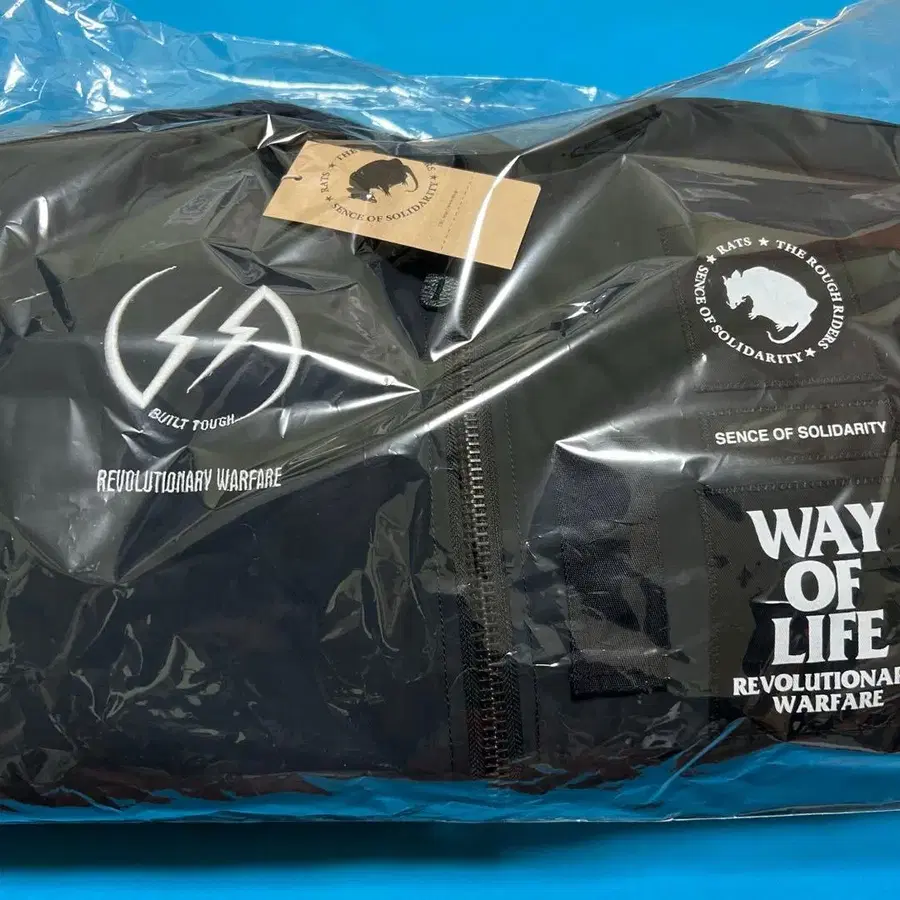 ★ RATS ★ THE
SENCE OF SOLIDARITY
BUILT TOUGH
REVOLUTIONARY WARFARE
★ RATS ★ THE ROUGH RIDERS
SENCE OF SOLIDARITY ★
SENCE OF SOLIDARITY
WAY
OF
LIFE
REVOLUTIONAR
WARFARE